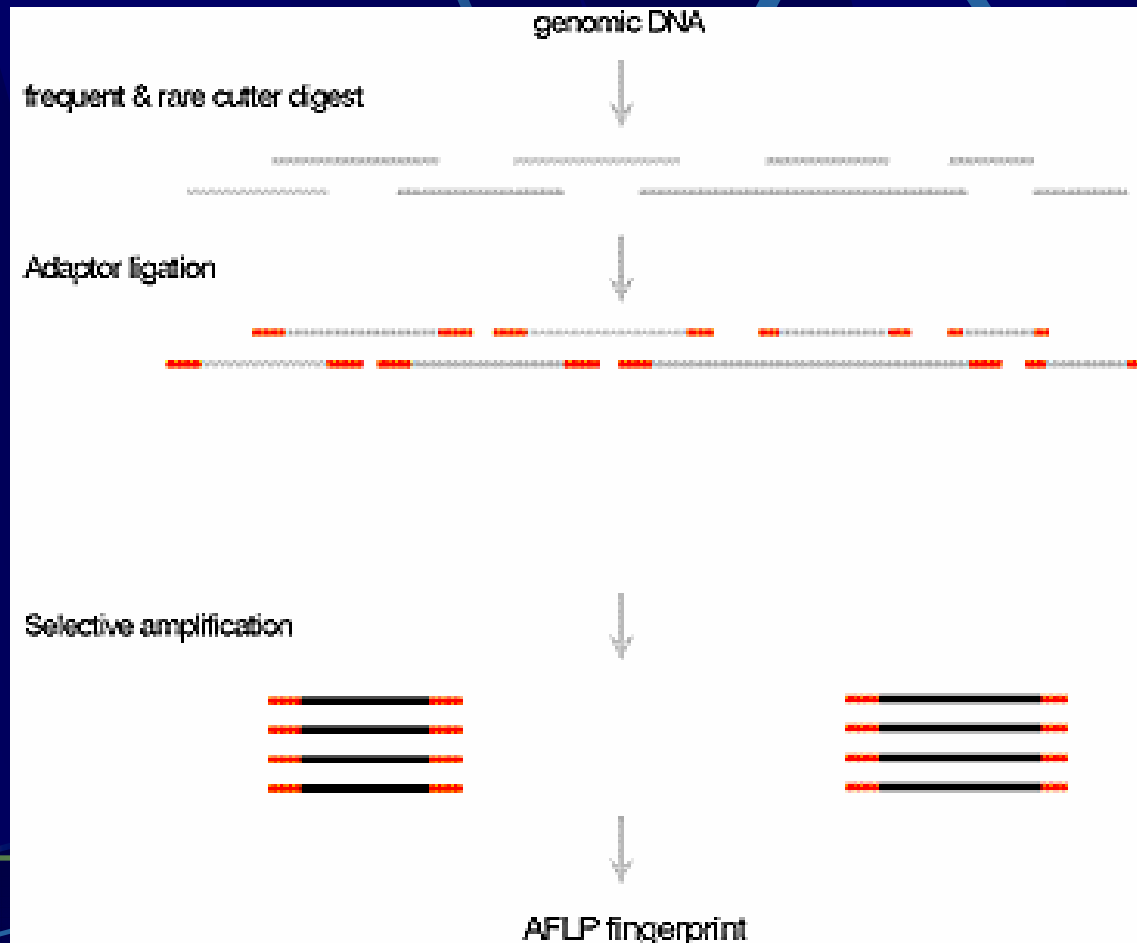 genomic DNA
frequent & rare cutter digest
Adaptor ligation
Selective amplification
AFLP fingerprint